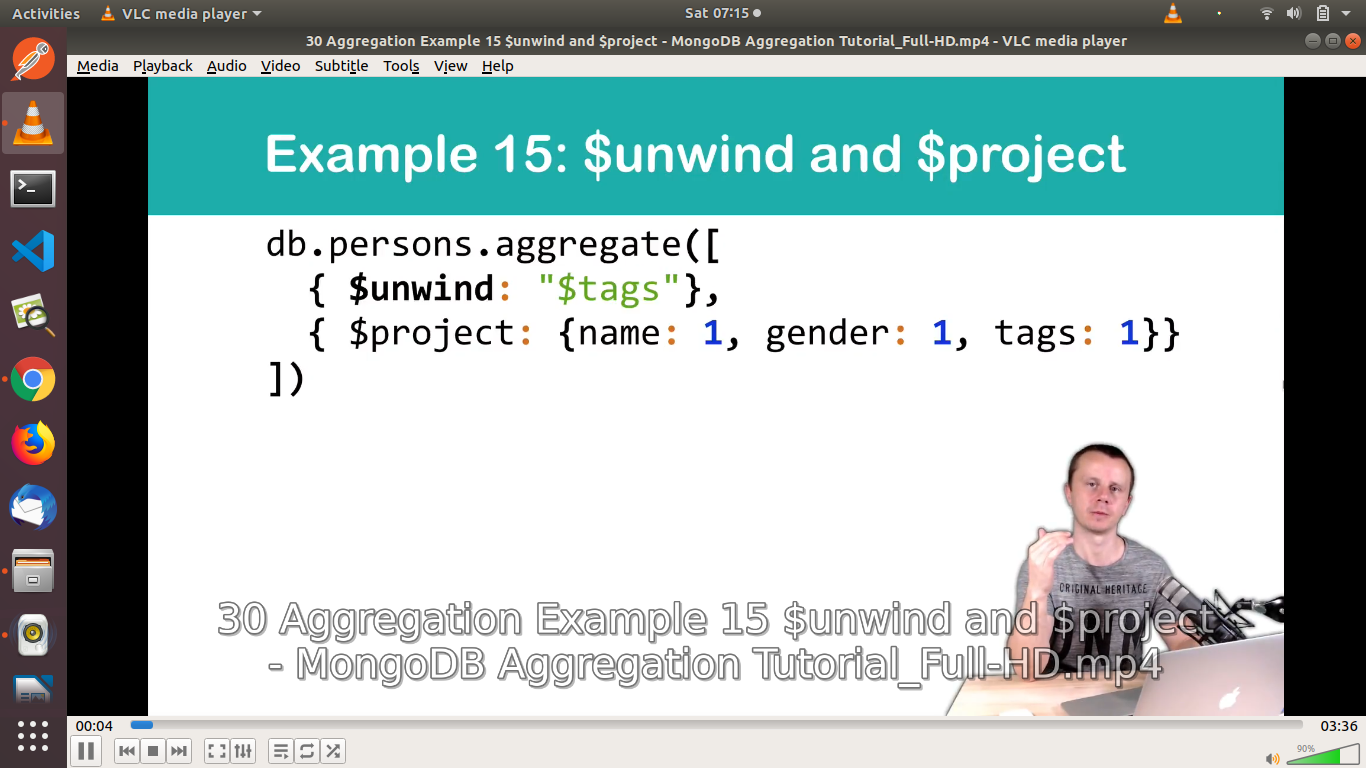 Activities
VLC media player
Sat 07:15
30 Aggregation Example 15 $unwind and $project - MongoDB Aggregation Tutorial_Full-HD.mp4 - VLC media player
Media Playback Audio Video Subtitle Tools View Help
Example 15: $unwind and $project
db.persons.aggregate([
{ $unwind: "$tags"},
{ $project: {name: 1, gender: 1, tags: 1}}
])
ORIGINAL HERITAGE
30 Aggregation Example 15 $unwind and $project
- MongoDB Aggregation Tutorial_Full-HD.mp4
00:04
03:36
90%